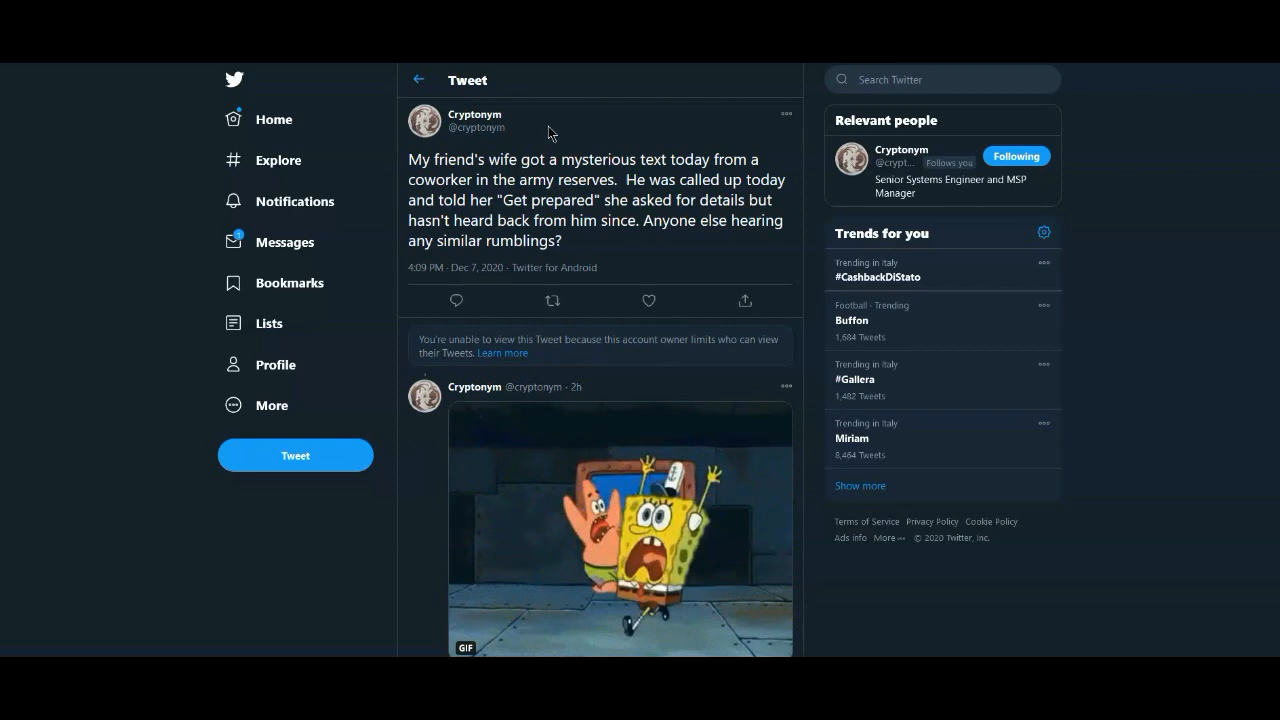 Home
Explore
Notifications
1
Messages
Bookmarks
Lists
Profile
More
Tweet
Tweet
Cryptonym
@cryptonym
My friend's wife got a mysterious text today from a
coworker in the army reserves.  He was called up today
and told her "Get prepared" she asked for details but
hasn't heard back from him since. Anyone else hearing
any similar rumblings?
4:09 PM · Dec 7, 2020 · Twitter for Android
You're unable to view this Tweet because this account owner limits who can view
their Tweets. Learn more
Cryptonym @cryptonym · 2h
GIF
Search Twitter
Relevant people
Cryptonym
@crypt... Follows you
Following
Senior Systems Engineer and MSP
Manager
Trends for you
Trending in Italy
#CashbackDiStato
Football · Trending
Buffon
1,684 Tweets
Trending in Italy
#Gallera
1,482 Tweets
Trending in Italy
Miriam
8,464 Tweets
Show more
Terms of Service Privacy Policy Cookie Policy
Ads info More ··· © 2020 Twitter, Inc.